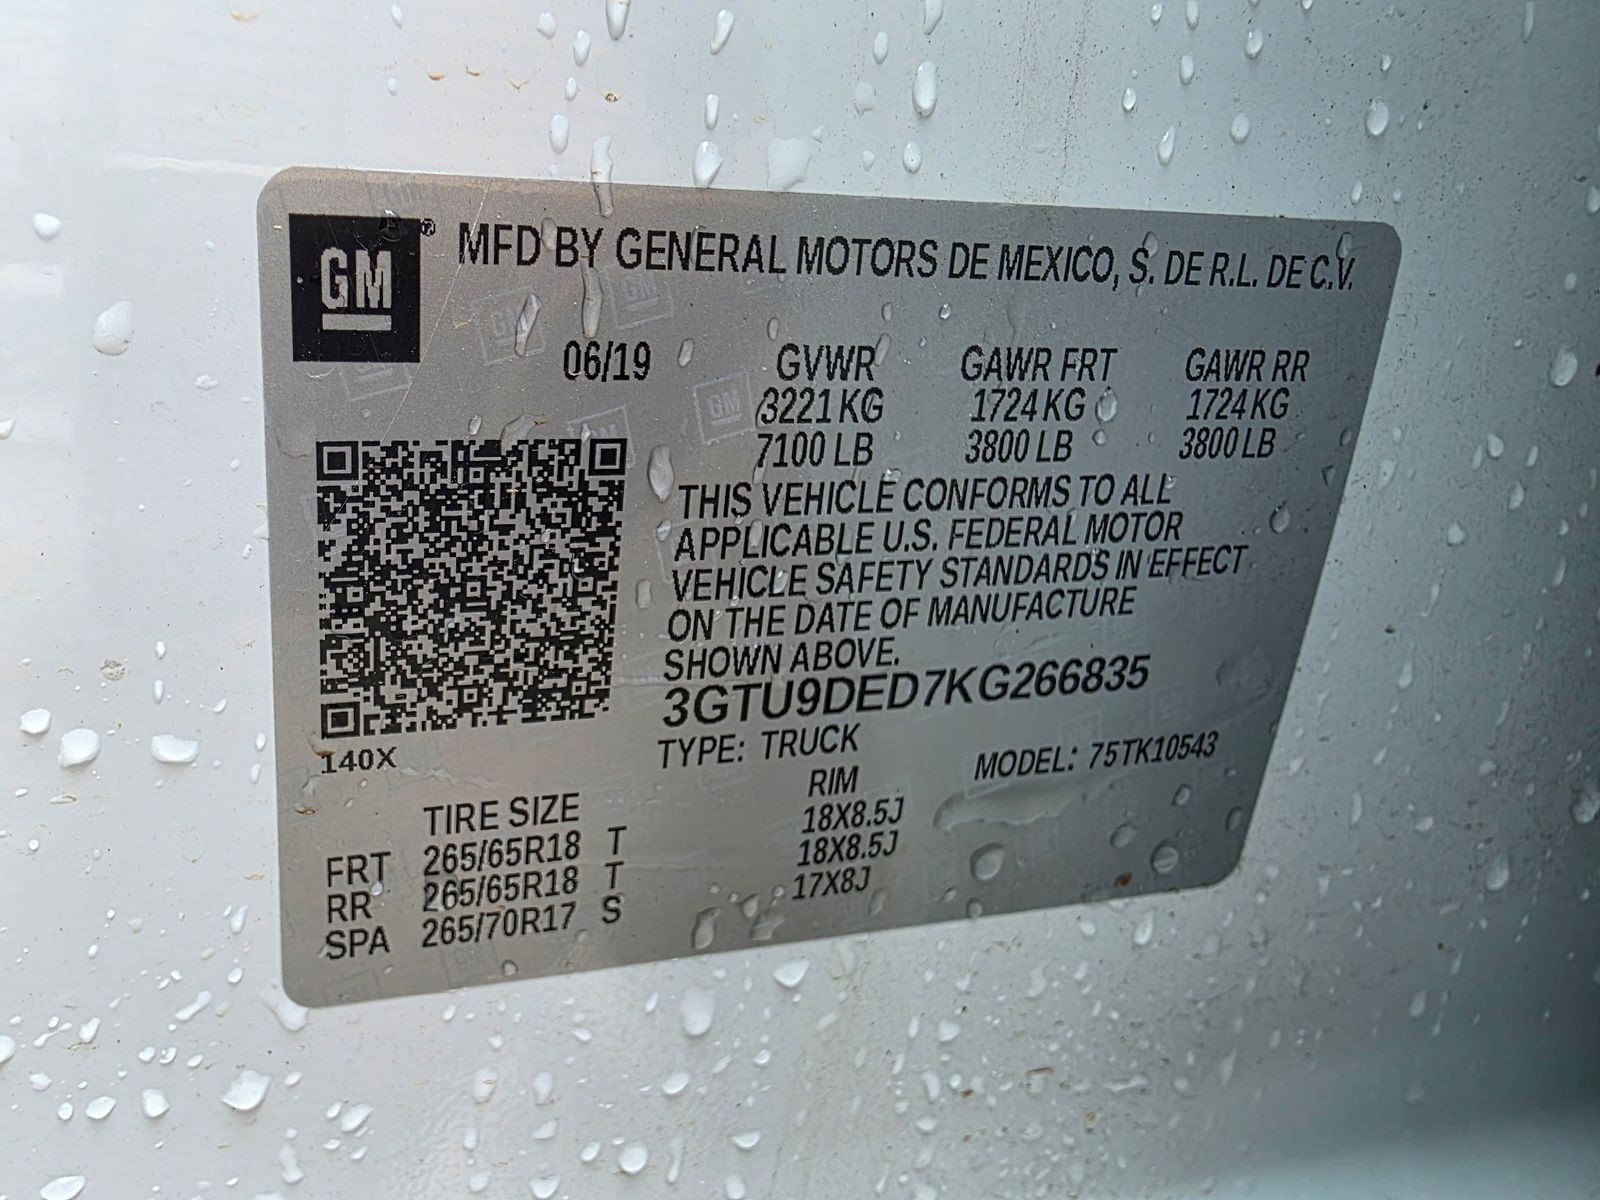 GM® MFD BY GENERAL MOTORS DE MEXICO, S. DE R.L. DE C.V.
06/19 GVWR GAWR FRT GAWR RR
3221 KG 1724 KG 1724 KG
7100 LB 3800 LB 3800 LB
THIS VEHICLE CONFORMS TO ALL
APPLICABLE U.S. FEDERAL MOTOR
VEHICLE SAFETY STANDARDS IN EFFECT
ON THE DATE OF MANUFACTURE
SHOWN ABOVE.
3GTU9DED7KG266835
140X TYPE: TRUCK MODEL: 75TK10543
TIRE SIZE RIM
FRT 265/65R18 T 18X8.5J
RR 265/65R18 T 18X8.5J
SPA 265/70R17 S 17X8J